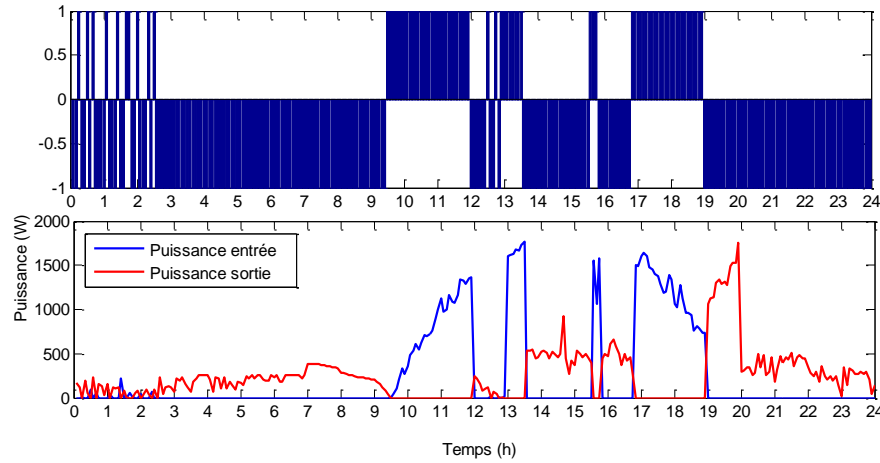 1
0.5
0
-0.5
-1
0 1 2 3 4 5 6 7 8 9 10 11 12 13 14 15 16 17 18 19 20 21 22 23 24
Puissance (W)
2000
1500
1000
500
0
Puissance entrée
Puissance sortie
0 1 2 3 4 5 6 7 8 9 10 11 12 13 14 15 16 17 18 19 20 21 22 23 24
Temps (h)